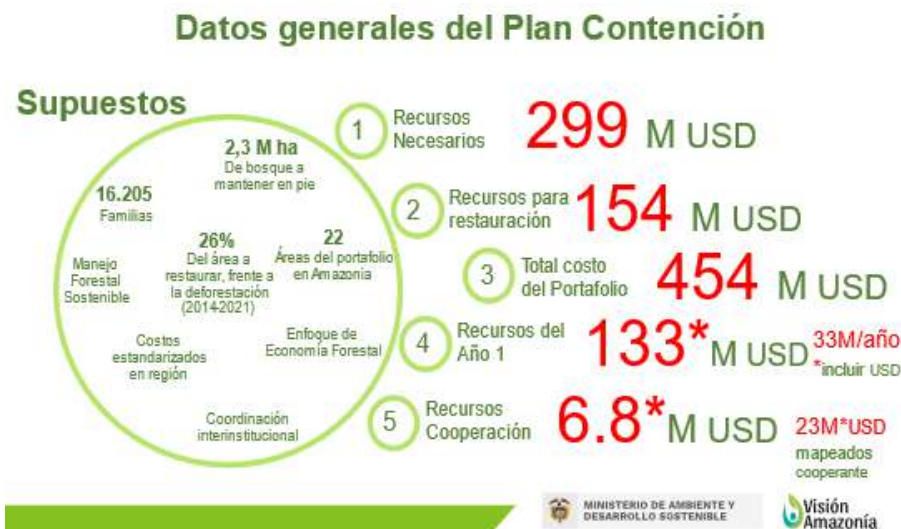 Datos generales del Plan Contención
Supuestos
2,3 M ha
De bosque a
mantener en pie
16.205
Familias
26%
Del área a
restaurar, frente a
la deforestación
(2014-2021)
22
Áreas del portafolio
en Amazonia
Manejo
Forestal
Sostenible
Costos
estandarizados
en región
Enfoque de
Economía Forestal
Coordinación
interinstitucional
1 Recursos
Necesarios
299 M USD
2 Recursos para
restauración
154 M USD
3 Total costo
del Portafolio
454 M USD
4 Recursos del
Año 1
133* M USD
33M/año
*incluir USD
5 Recursos
Cooperación
6.8* M USD
23M*USD
mapeados
cooperante
MINISTERIO DE AMBIENTE Y
DESARROLLO SOSTENIBLE
Visión
Amazonía